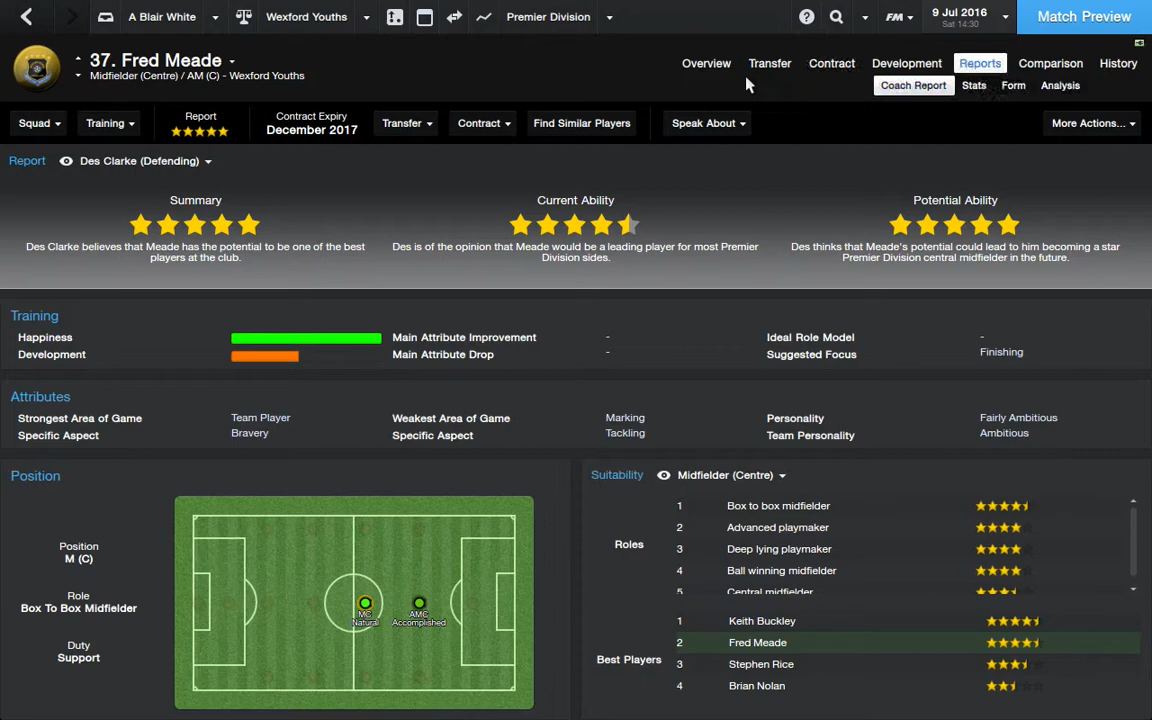 A Blair White
Wexford Youths
Premier Division
FM
9 Jul 2016
Sat 14:30
Match Preview
37. Fred Meade
Midfielder (Centre) / AM (C) - Wexford Youths
Overview
Transfer
Contract
Development
Reports
Comparison
History
Coach Report
Stats
Form
Analysis
Squad
Training
Report
Contract Expiry
December 2017
Transfer
Contract
Find Similar Players
Speak About
More Actions...
Report
Des Clarke (Defending)
Summary
Des Clarke believes that Meade has the potential to be one of the best
players at the club.
Current Ability
Des is of the opinion that Meade would be a leading player for most Premier
Division sides.
Potential Ability
Des thinks that Meade's potential could lead to him becoming a star
Premier Division central midfielder in the future.
Training
Happiness
Main Attribute Improvement
-
Ideal Role Model
-
Development
Main Attribute Drop
-
Suggested Focus
Finishing
Attributes
Strongest Area of Game
Team Player
Weakest Area of Game
Marking
Personality
Fairly Ambitious
Specific Aspect
Bravery
Specific Aspect
Tackling
Team Personality
Ambitious
Position
Position
M (C)
Role
Box To Box Midfielder
Duty
Support
MC
Natural
AMC
Accomplished
Suitability
Midfielder (Centre)
Roles
1 Box to box midfielder
2 Advanced playmaker
3 Deep lying playmaker
4 Ball winning midfielder
5 Central midfielder
Best Players
1 Keith Buckley
2 Fred Meade
3 Stephen Rice
4 Brian Nolan